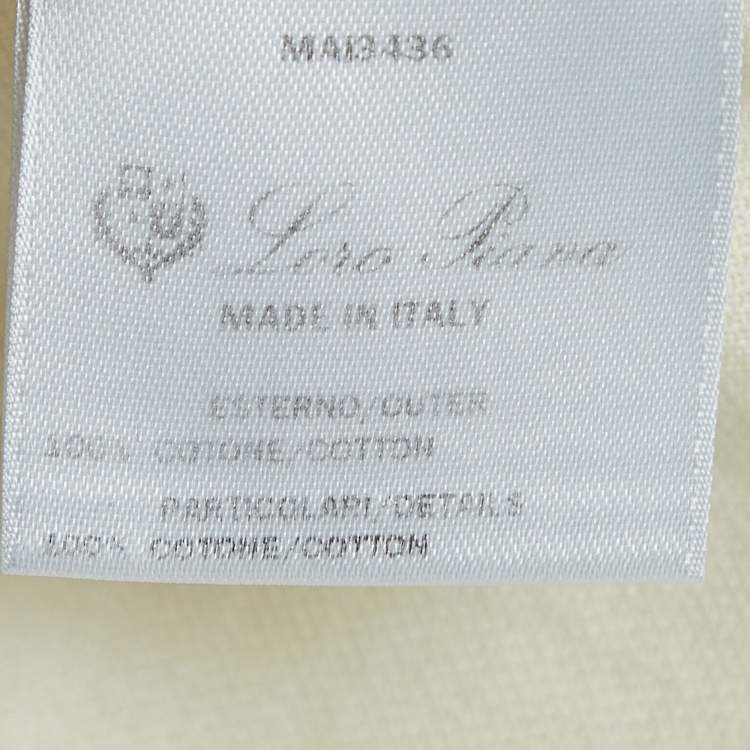 MAI3436
Loro Piana
MADE IN ITALY
ESTERNO/OUTER
100% COTONE/COTTON
PARTICOLARI/DETAILS
100% COTONE/COTTON